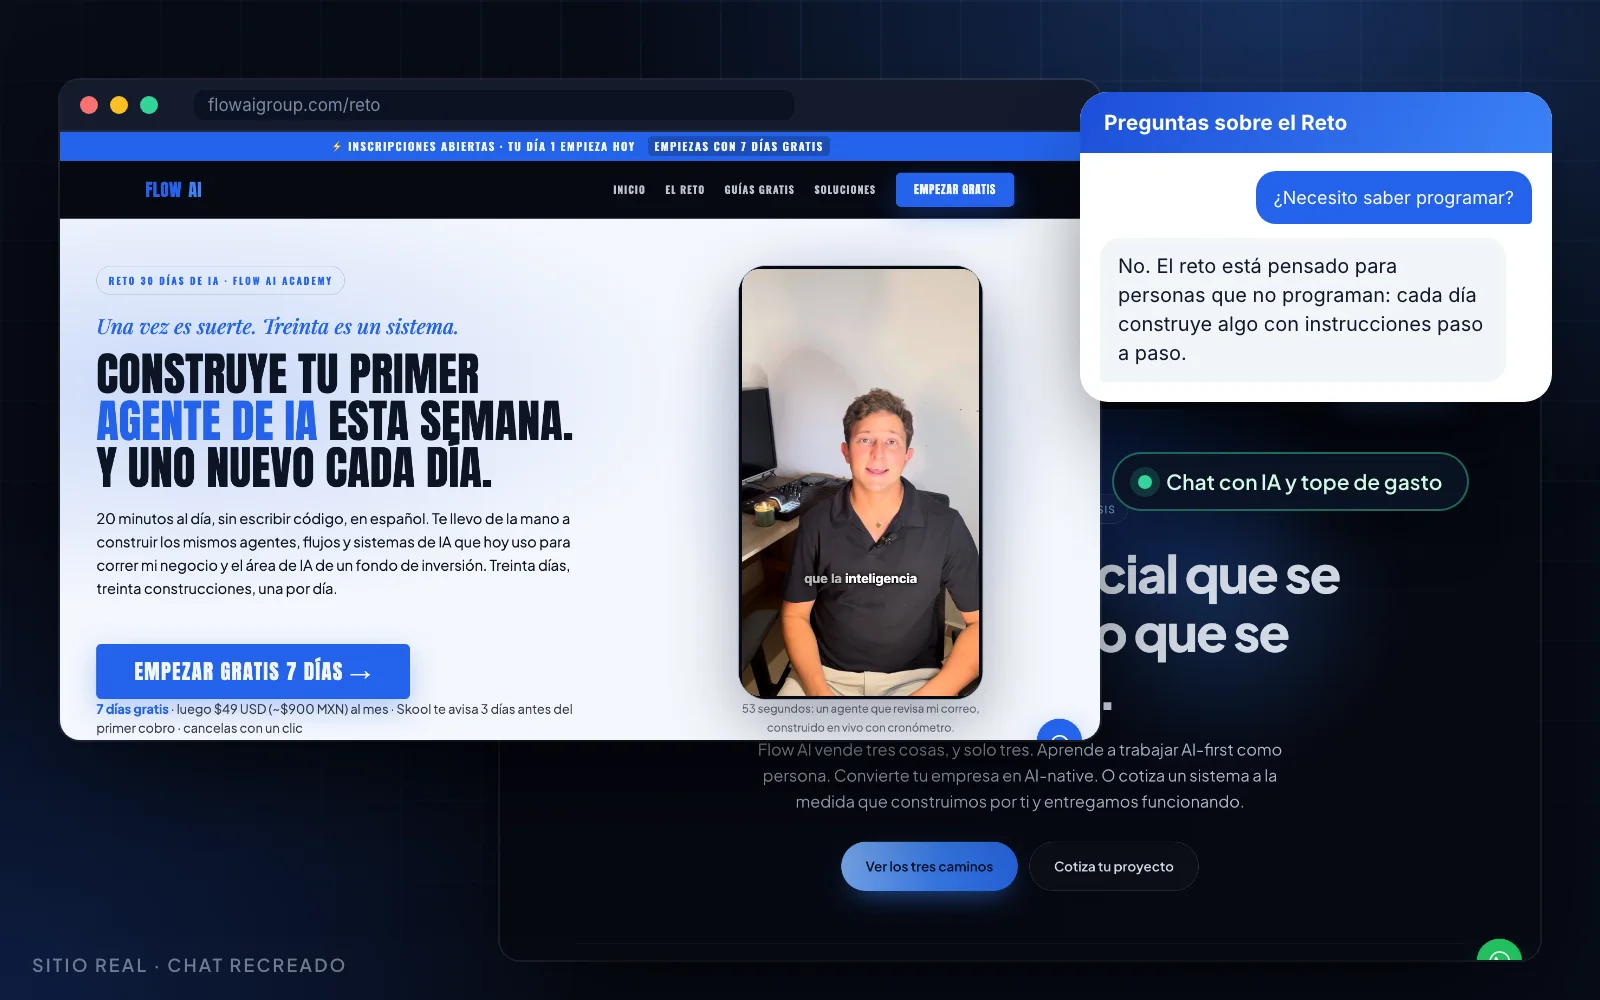 flowaigroup.com/reto
⚡ INSCRIPCIONES ABIERTAS · TU DÍA 1 EMPIEZA HOY EMPIEZAS CON 7 DÍAS GRATIS
FLOW AI
INICIO EL RETO GUÍAS GRATIS SOLUCIONES EMPEZAR GRATIS
RETO 30 DÍAS DE IA · FLOW AI ACADEMY
Una vez es suerte. Treinta es un sistema.
CONSTRUYE TU PRIMER
AGENTE DE IA ESTA SEMANA.
Y UNO NUEVO CADA DÍA.
20 minutos al día, sin escribir código, en español. Te llevo de la mano a
construir los mismos agentes, flujos y sistemas de IA que hoy uso para
correr mi negocio y el área de IA de un fondo de inversión. Treinta días,
treinta construcciones, una por día.
EMPEZAR GRATIS 7 DÍAS →
7 días gratis · luego $49 USD (~$900 MXN) al mes · Skool te avisa 3 días antes del
primer cobro · cancelas con un clic
que la inteligencia
53 segundos: un agente que revisa mi correo,
construido en vivo con cronómetro.
Preguntas sobre el Reto
¿Necesito saber programar?
No. El reto está pensado para
personas que no programan: cada día
construye algo con instrucciones paso
a paso.
Chat con IA y tope de gasto
SIS
cial que se
o que se
.
Flow AI vende tres cosas, y solo tres. Aprende a trabajar AI-first como
persona. Convierte tu empresa en AI-native. O cotiza un sistema a la
medida que construimos por ti y entregamos funcionando.
Ver los tres caminos
Cotiza tu proyecto
SITIO REAL · CHAT RECREADO